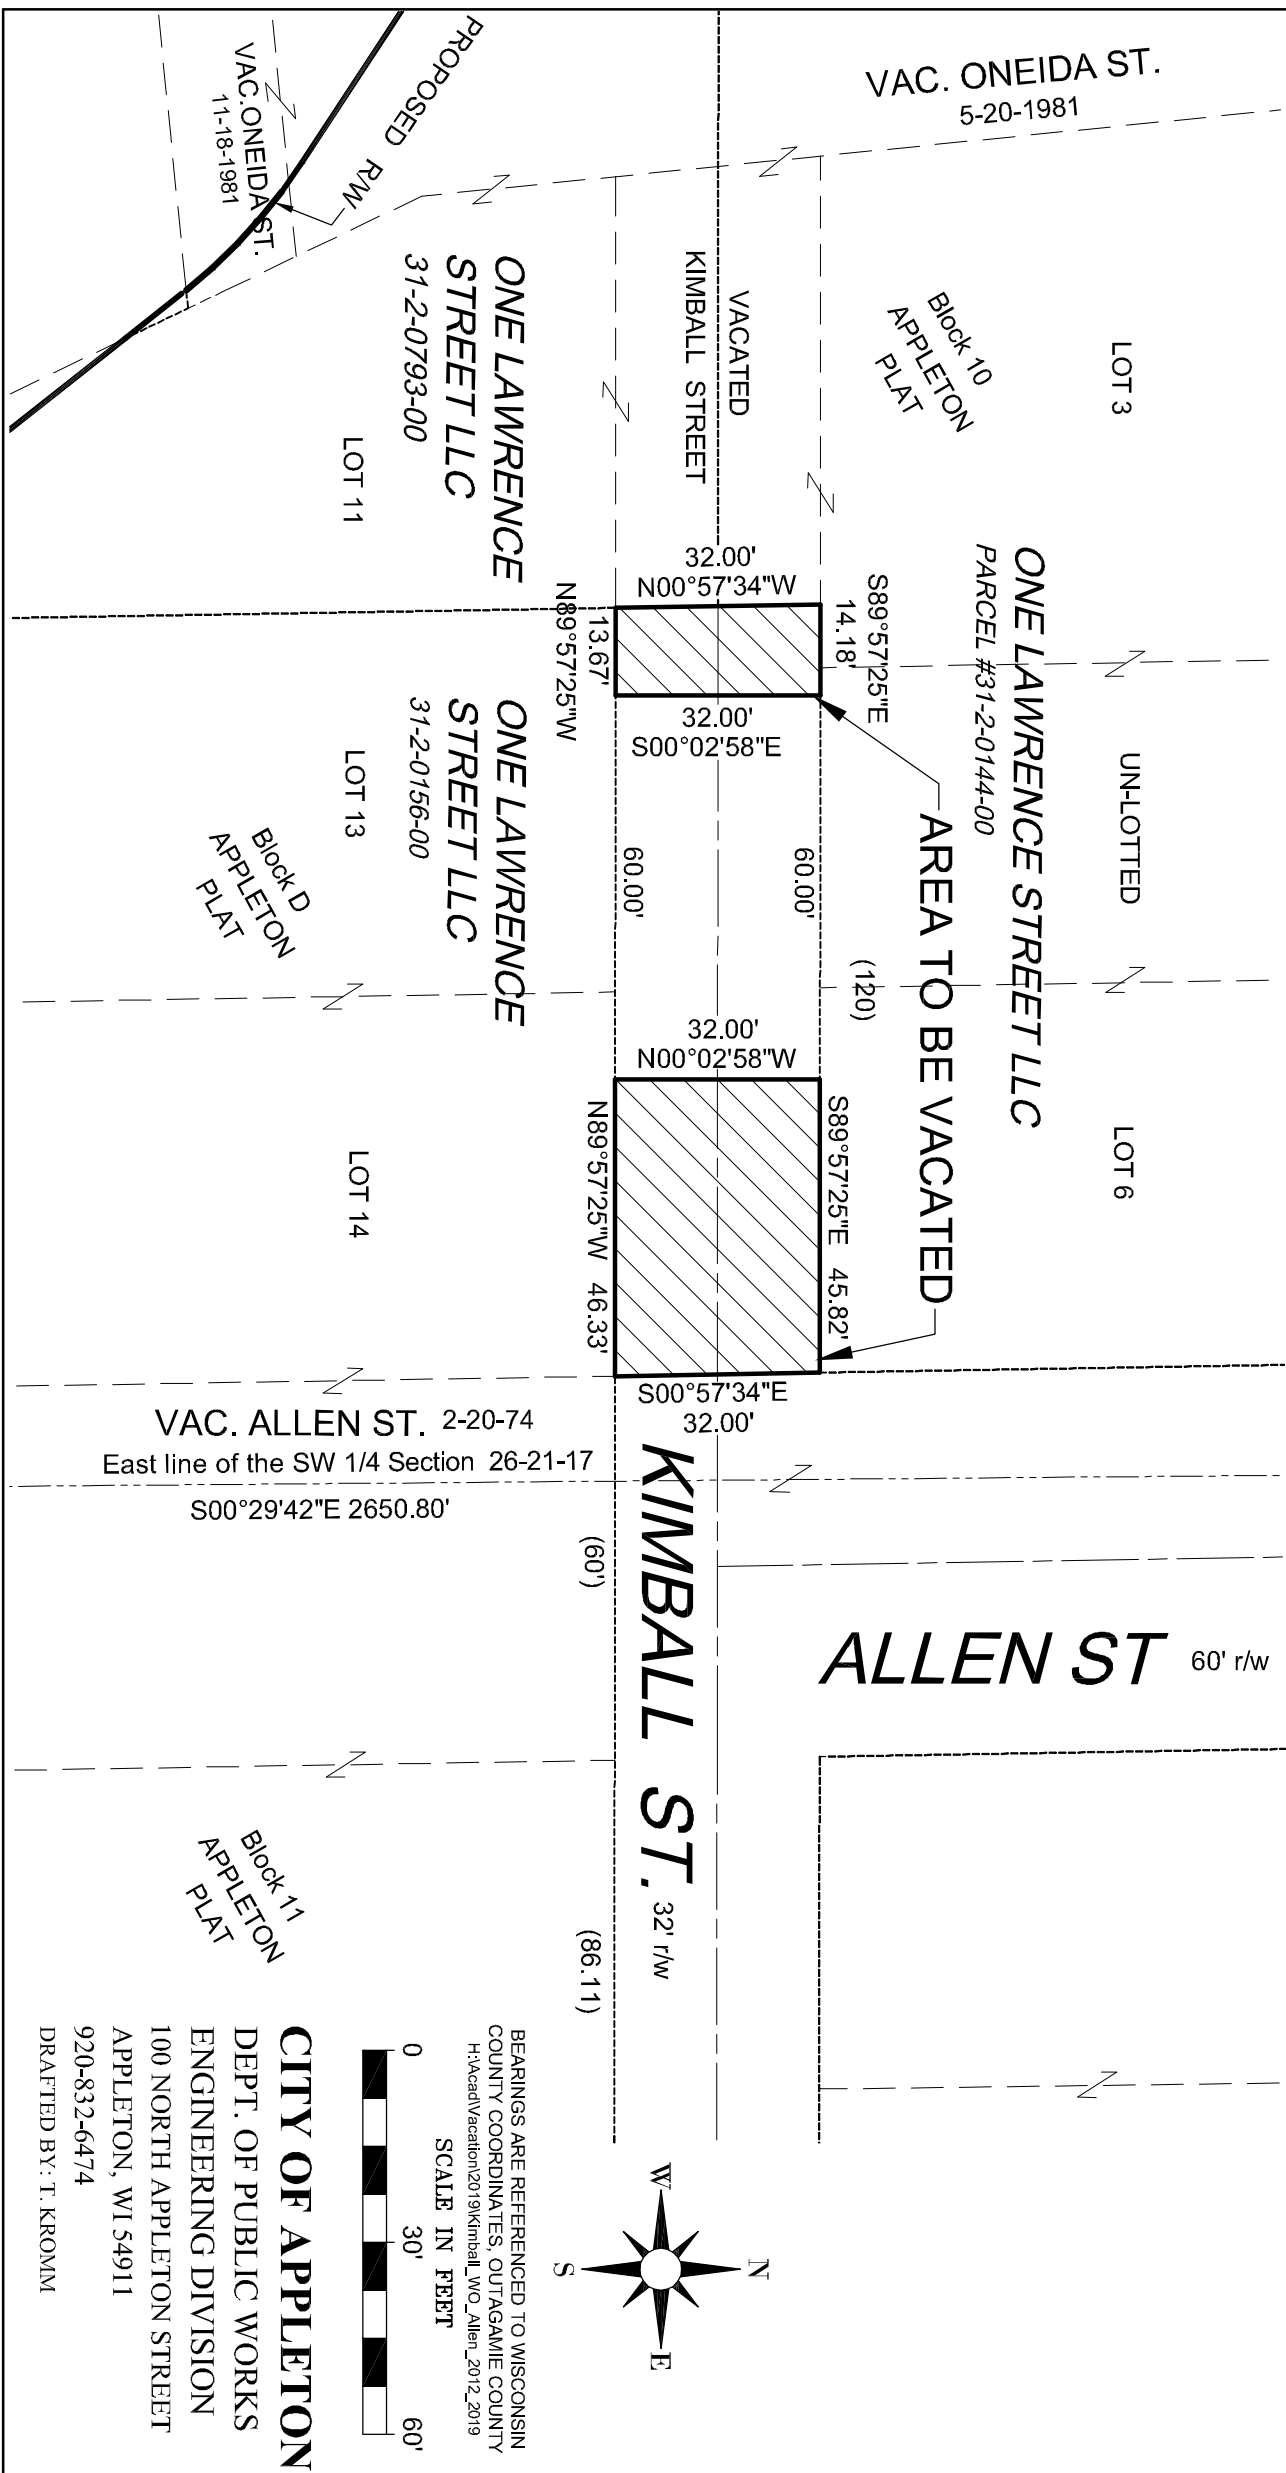 VAC. ONEIDA ST.
5-20-1981
PROPOSED R/W
VAC.ONEIDA ST.
11-18-1981
LOT 3
Block 10
APPLETON
PLAT
VACATED
KIMBALL STREET
ONE LAWRENCE
STREET LLC
31-2-0793-00
LOT 11
ONE LAWRENCE STREET LLC
PARCEL #31-2-0144-00
UN-LOTTED
LOT 6
AREA TO BE VACATED
32.00'
N00°57'34"W
S89°57'25"E
14.18'
13.67'
N89°57'25"W
32.00'
S00°02'58"E
60.00'
60.00'
(120)
ONE LAWRENCE
STREET LLC
31-2-0156-00
LOT 13
Block D
APPLETON
PLAT
32.00'
N00°02'58"W
S89°57'25"E 45.82'
N89°57'25"W 46.33'
S00°57'34"E
32.00'
LOT 14
VAC. ALLEN ST. 2-20-74
East line of the SW 1/4 Section 26-21-17
S00°29'42"E 2650.80'
(60')
KIMBALL ST. 32' r/w
ALLEN ST 60' r/w
(86.11)
Block 11
APPLETON
PLAT
N
W
E
S
BEARINGS ARE REFERENCED TO WISCONSIN
COUNTY COORDINATES, OUTAGAMIE COUNTY
H:\Acad\Vacation\2019\Kimball_WO_Allen_2012_2019
SCALE IN FEET
0 30' 60'
CITY OF APPLETON
DEPT. OF PUBLIC WORKS
ENGINEERING DIVISION
100 NORTH APPLETON STREET
APPLETON, WI 54911
920-832-6474
DRAFTED BY: T. KROMM